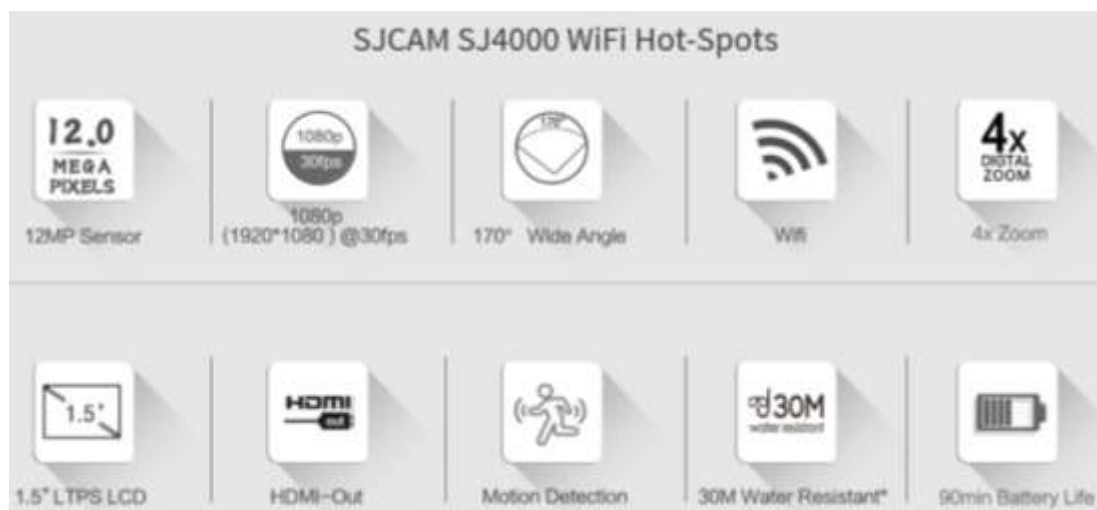 SJCAM SJ4000 WiFi Hot-Spots
12.0
MEGA
PIXELS
12MP Sensor
1080p
30fps
1080p
(1920*1080 ) @30fps
170°
170° Wide Angle
Wifi
4x
DIGITAL
ZOOM
4x Zoom
1.5"
1.5" LTPS LCD
HDMI
out
HDMI-Out
Motion Detection
30M
water resistant
30M Water Resistant*
90min Battery Life